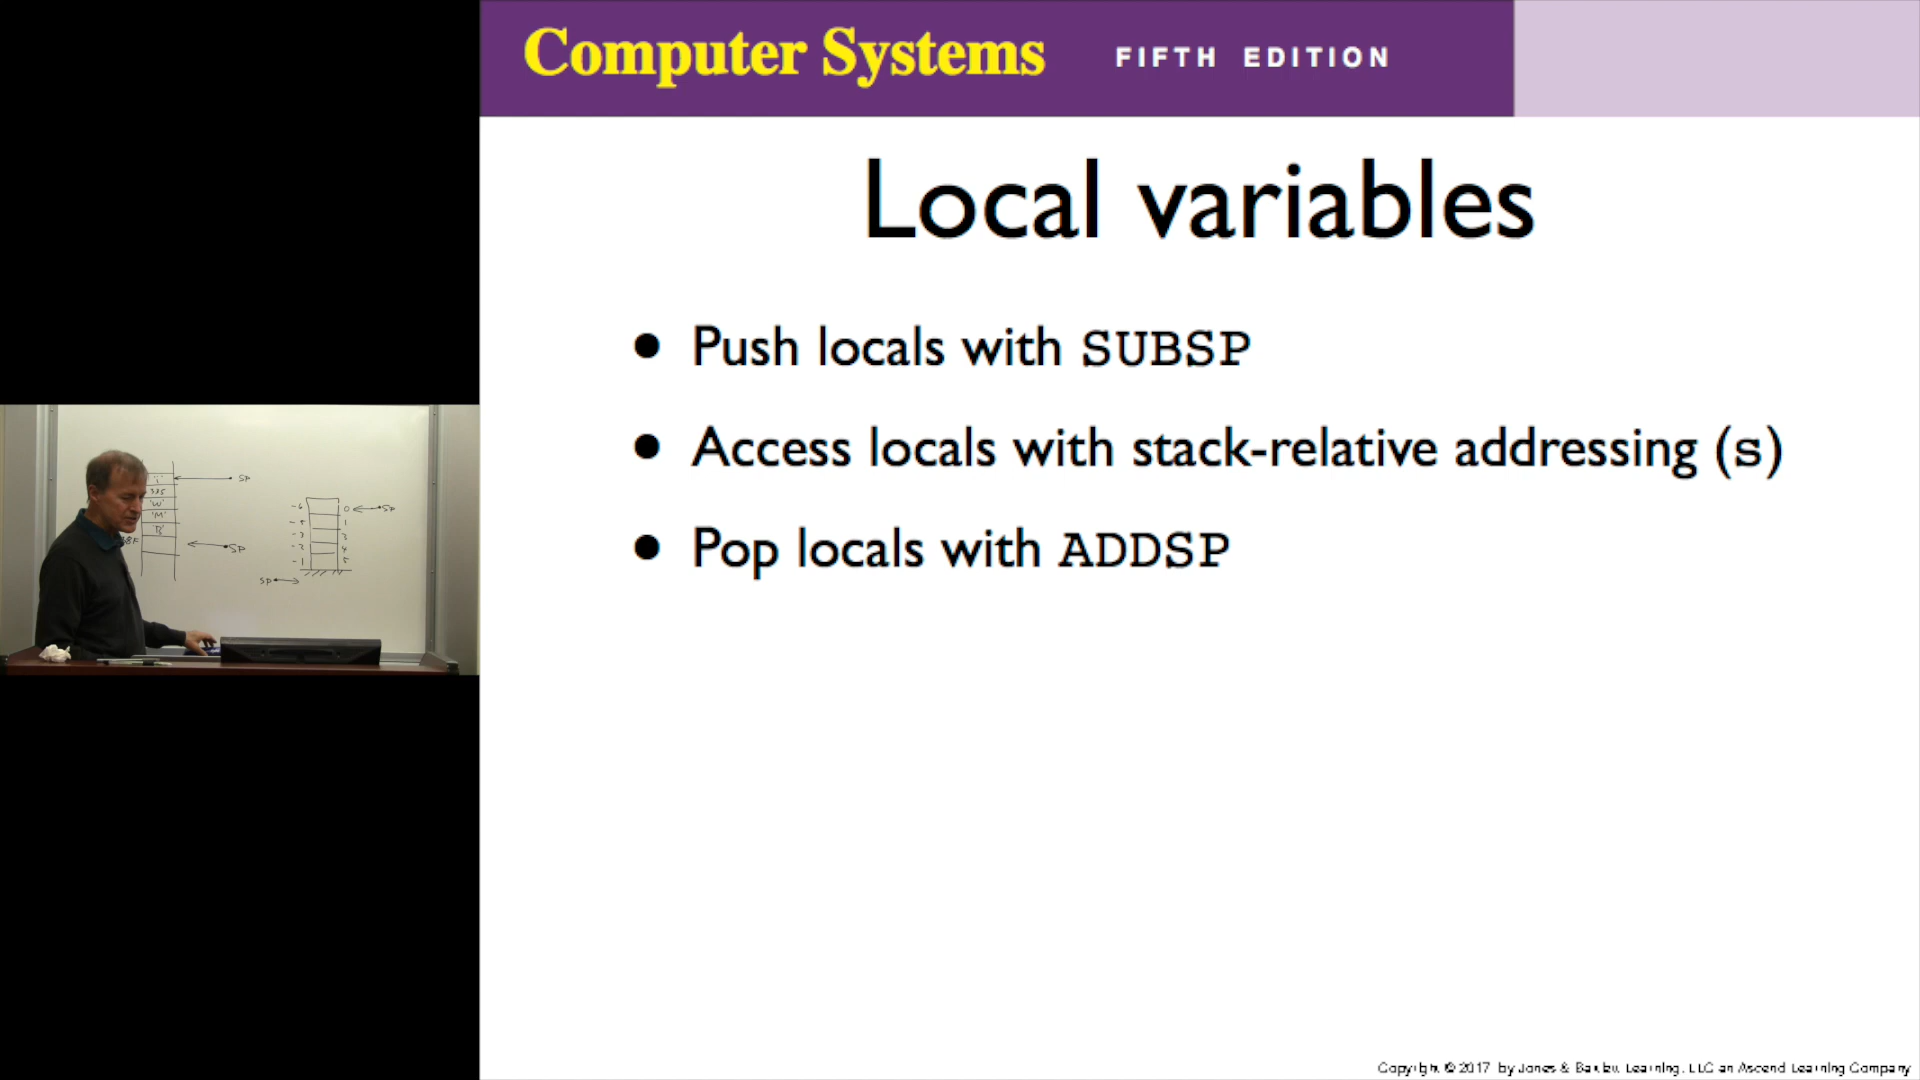 Computer Systems FIFTH EDITION
Local variables
• Push locals with SUBSP
• Access locals with stack-relative addressing (s)
• Pop locals with ADDSP
SP
335
'W'
'M'
'B'
SP
SP
SP
Copyright © 2017 by Jones & Bartlett Learning, LLC an Ascend Learning Company